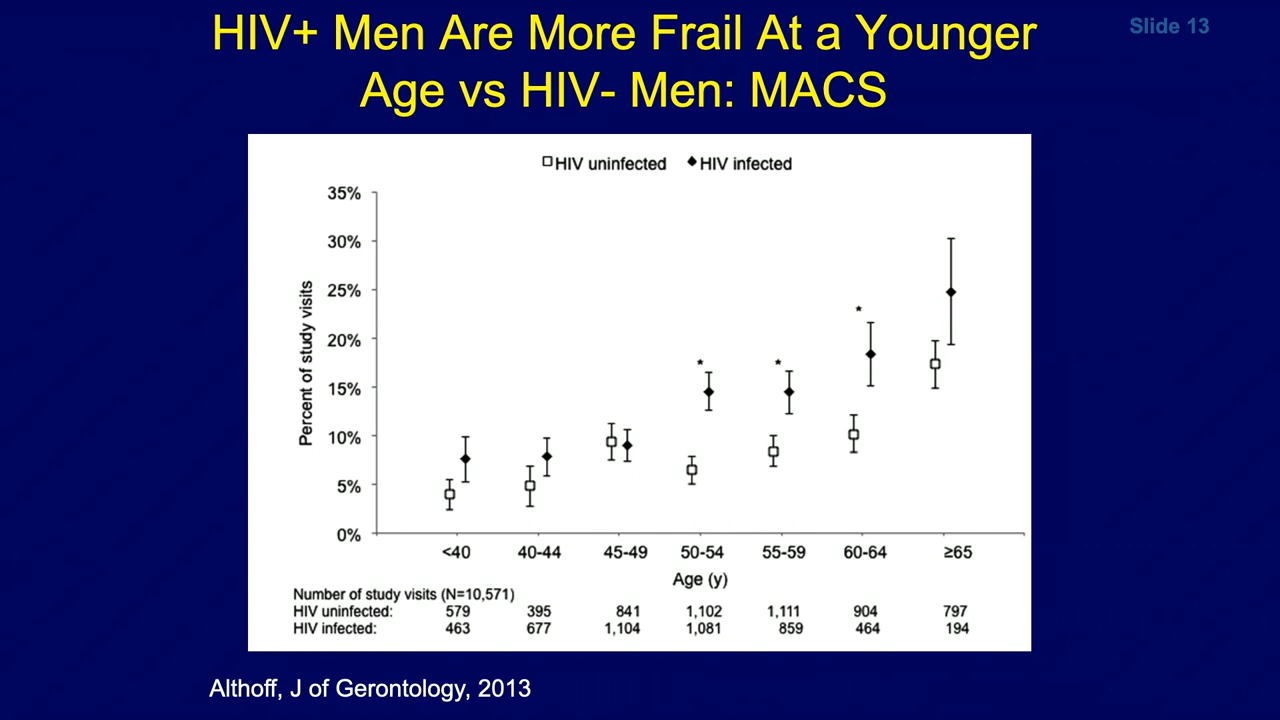 Slide 13
HIV+ Men Are More Frail At a Younger
Age vs HIV- Men: MACS
HIV uninfected HIV infected
35%
30%
25%
20%
15%
10%
5%
0%
Percent of study visits
* * *
<40 40-44 45-49 50-54 55-59 60-64 ≥65
Age (y)
Number of study visits (N=10,571)
HIV uninfected: 579 395 841 1,102 1,111 904 797
HIV infected: 463 677 1,104 1,081 859 464 194
Althoff, J of Gerontology, 2013